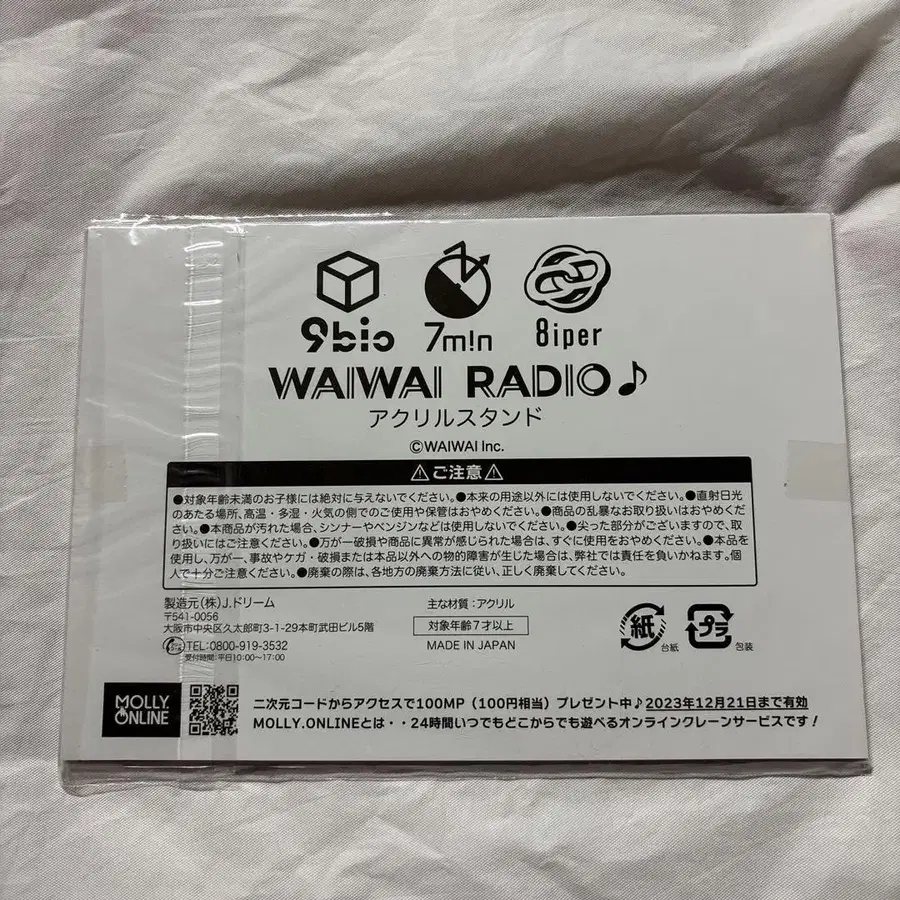 9bic 7m!n 8iper
WAIWAI RADIO♪
アクリルスタンド
©WAIWAI Inc.
⚠ご注意⚠
●対象年齢未満のお子様には絶対に与えないでください。●本来の用途以外には使用しないでください。●直射日光
のあたる場所、高温・多湿・火気の側でのご使用や保管はおやめください。●商品の乱暴なお取り扱いはおやめくだ
さい。●本商品が汚れた場合、シンナーやベンジンなどは使用しないでください。●尖った部分がございますので、取
り扱いにはご注意ください。●万が一破損や商品に異常が感じられた場合は、すぐに使用をおやめください。●本品を
使用し、万が一、事故やケガ・破損または本品以外への物的障害が生じた場合は、弊社では責任を負いかねます。個
人で十分ご注意ください。●廃棄の際は、各地方の廃棄方法に従い、正しく廃棄してください。
製造元(株)J.ドリーム
〒541-0056
大阪市中央区久太郎町3-1-29本町武田ビル5階
TEL:0800-919-3532
受付時間:平日10:00〜17:00
主な材質:アクリル
対象年齢7才以上
MADE IN JAPAN
紙 台紙
プラ 包装
MOLLY.
ONLINE
二次元コードからアクセスで100MP(100円相当)プレゼント中♪2023年12月21日まで有効
MOLLY.ONLINEとは・・24時間いつでもどこからでも遊べるオンラインクレーンサービスです!